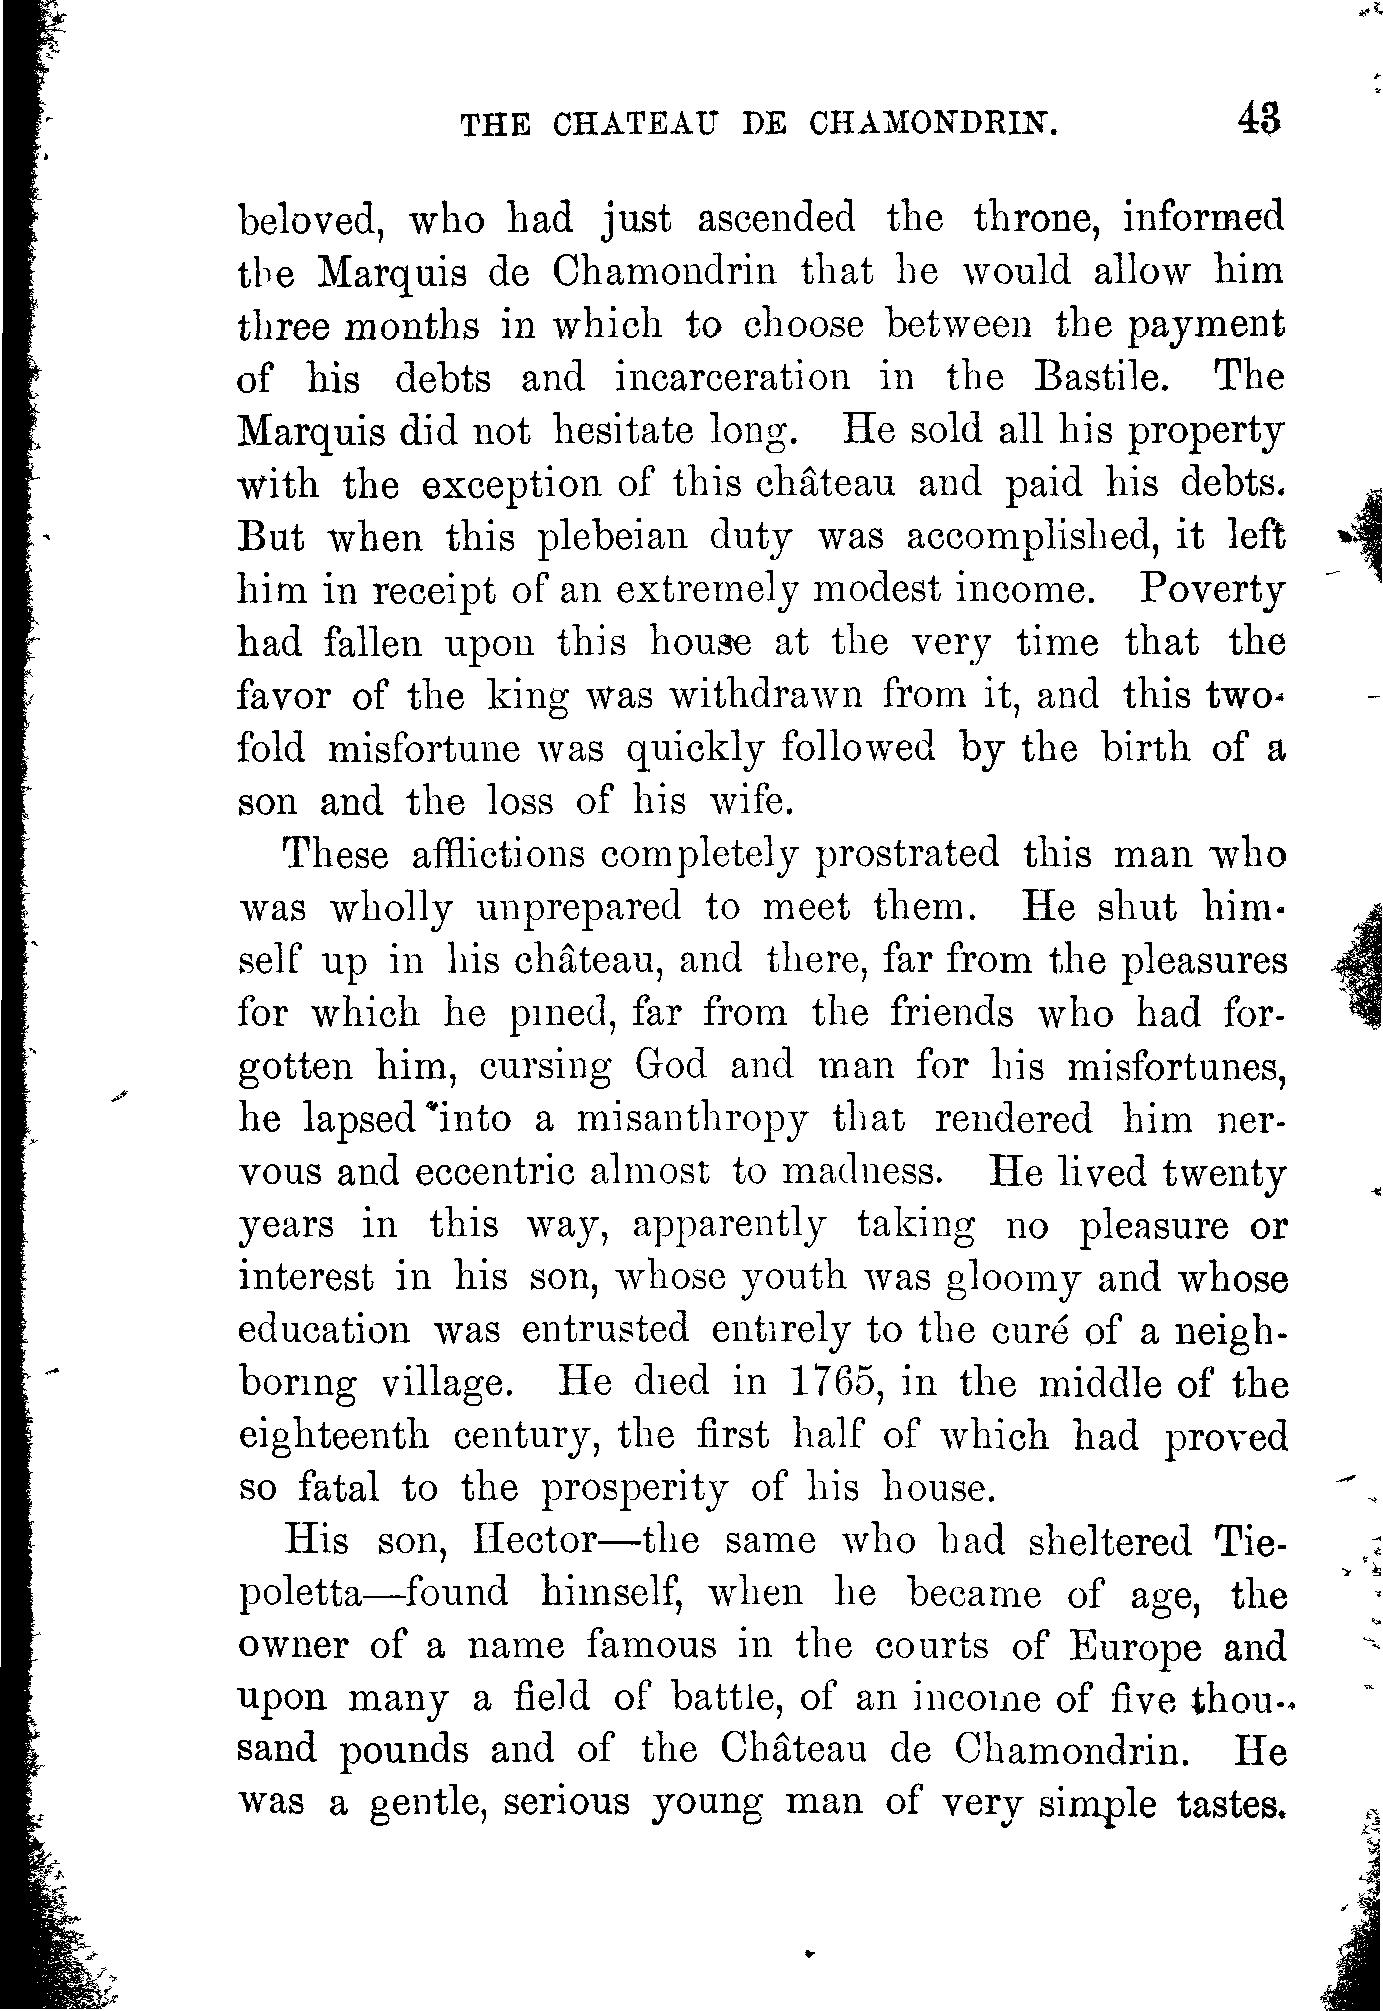 THE CHATEAU DE CHAMONDRIN. 43
beloved, who had just ascended the throne, informed
the Marquis de Chamondrin that he would allow him
three months in which to choose between the payment
of his debts and incarceration in the Bastile. The
Marquis did not hesitate long. He sold all his property
with the exception of this château and paid his debts.
But when this plebeian duty was accomplished, it left
him in receipt of an extremely modest income. Poverty
had fallen upon this house at the very time that the
favor of the king was withdrawn from it, and this two-
fold misfortune was quickly followed by the birth of a
son and the loss of his wife.
These afflictions completely prostrated this man who
was wholly unprepared to meet them. He shut him-
self up in his château, and there, far from the pleasures
for which he pined, far from the friends who had for-
gotten him, cursing God and man for his misfortunes,
he lapsed into a misanthropy that rendered him ner-
vous and eccentric almost to madness. He lived twenty
years in this way, apparently taking no pleasure or
interest in his son, whose youth was gloomy and whose
education was entrusted entirely to the curé of a neigh-
boring village. He died in 1765, in the middle of the
eighteenth century, the first half of which had proved
so fatal to the prosperity of his house.
His son, Hector—the same who had sheltered Tie-
poletta—found himself, when he became of age, the
owner of a name famous in the courts of Europe and
upon many a field of battle, of an income of five thou-
sand pounds and of the Château de Chamondrin. He
was a gentle, serious young man of very simple tastes.